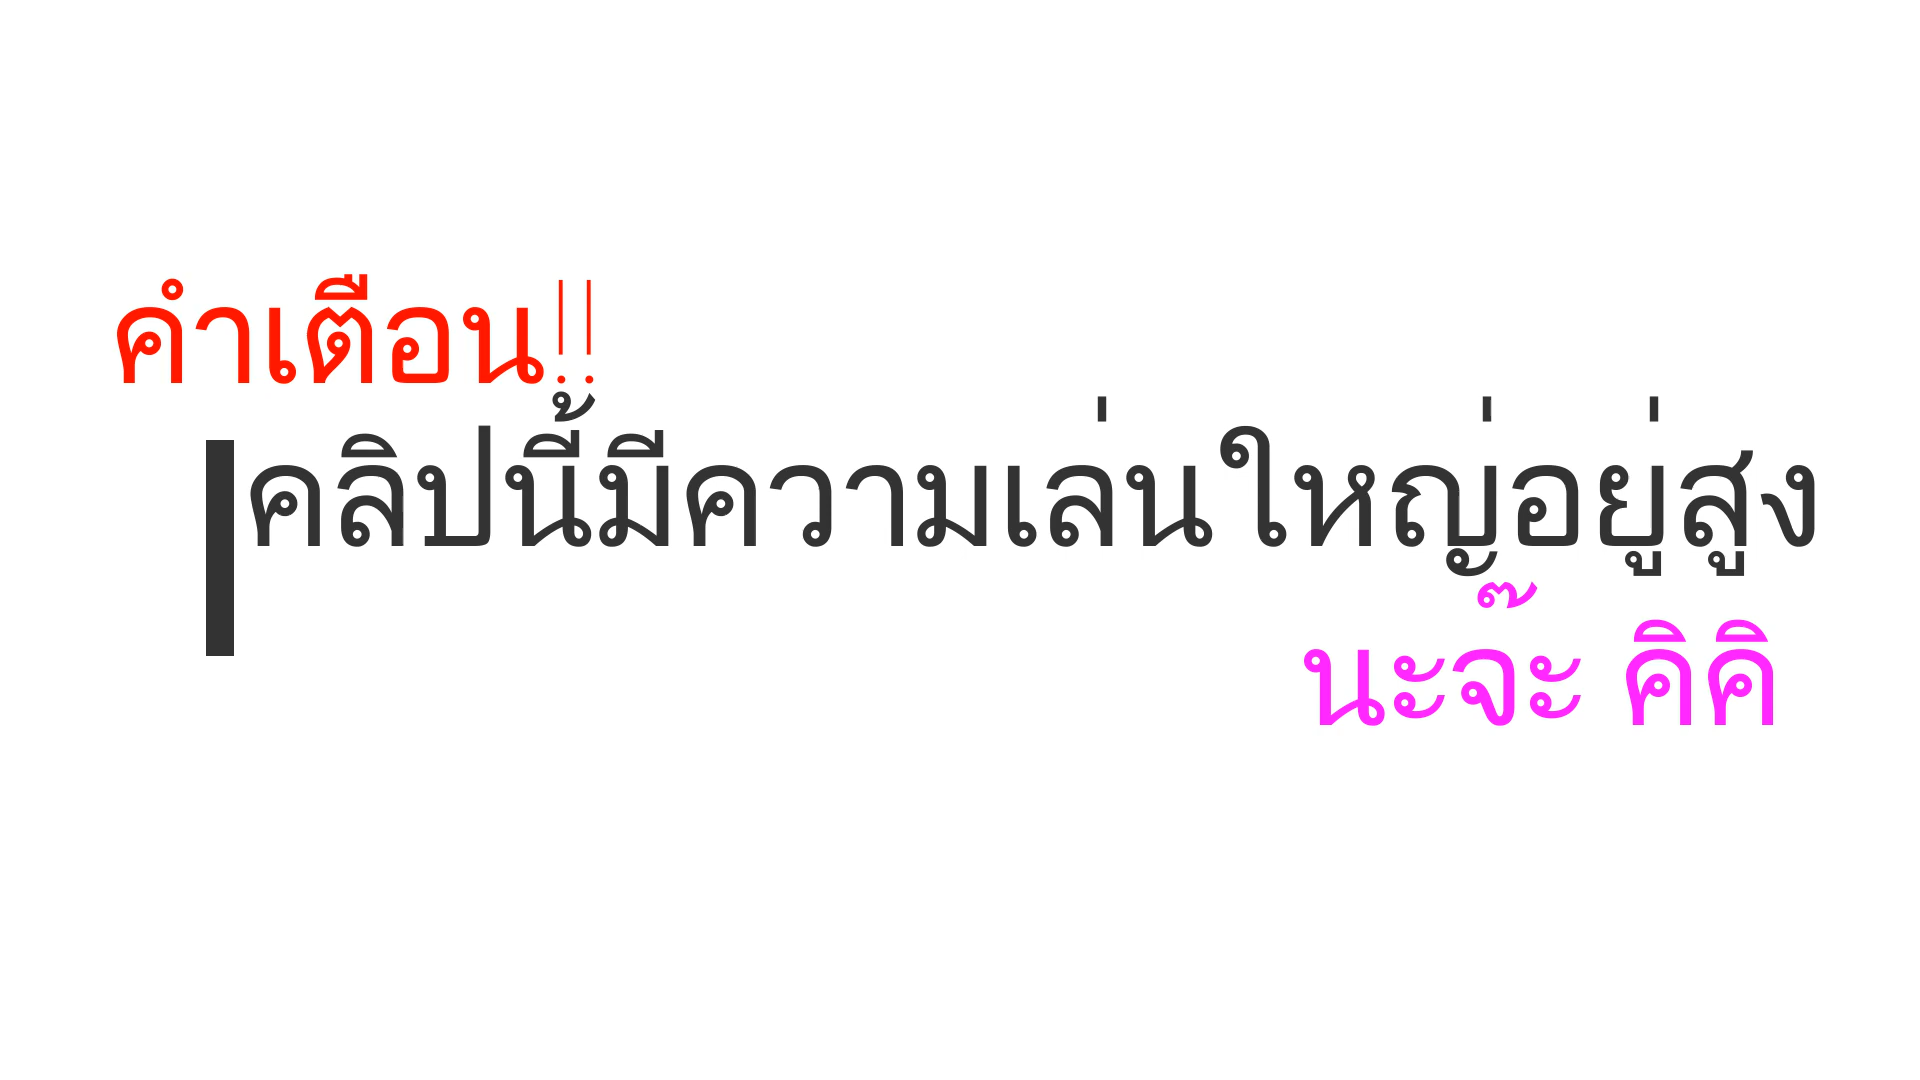 คำเตือน!!
คลิปนี้มีความเล่นใหญ่อยู่สูง
นะจ๊ะ คิคิ